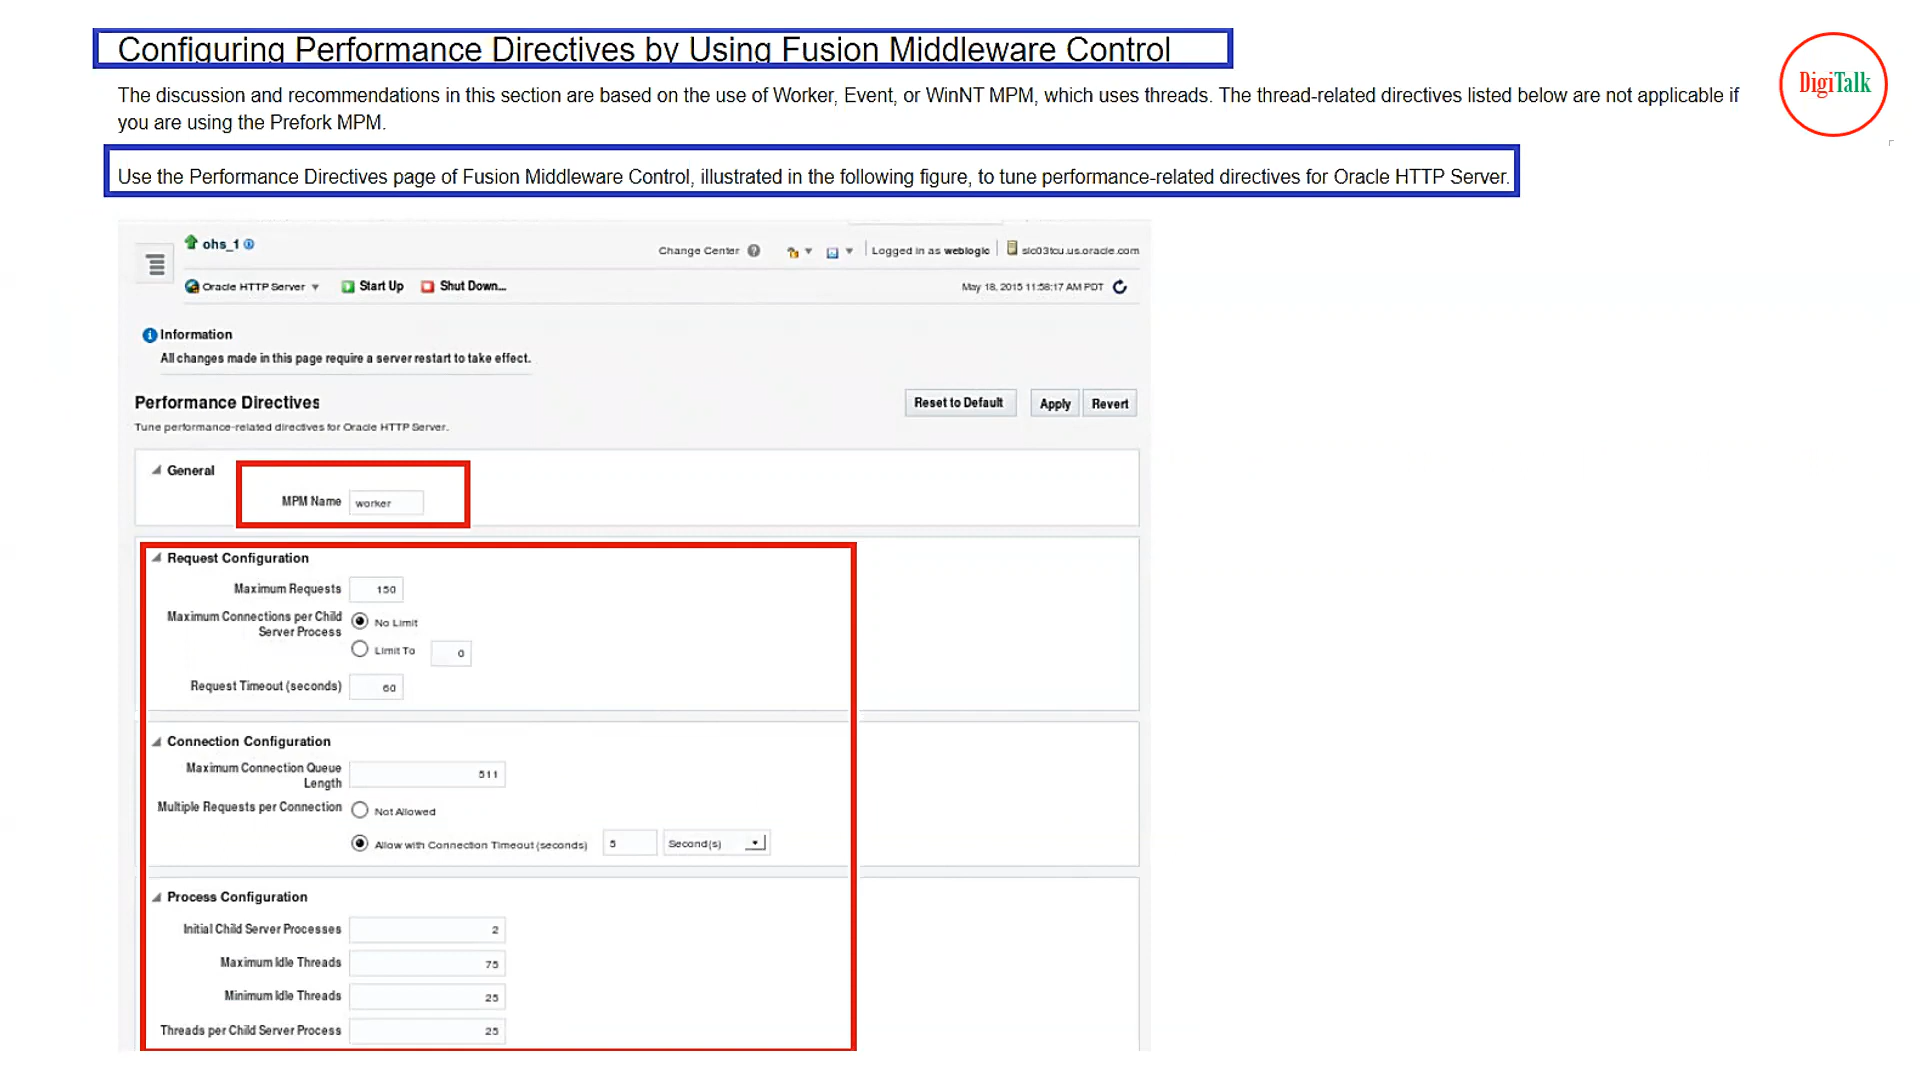 Configuring Performance Directives by Using Fusion Middleware Control
DigiTalk
The discussion and recommendations in this section are based on the use of Worker, Event, or WinNT MPM, which uses threads. The thread-related directives listed below are not applicable if
you are using the Prefork MPM.
Use the Performance Directives page of Fusion Middleware Control, illustrated in the following figure, to tune performance-related directives for Oracle HTTP Server.
ohs_1
Change Center
Logged in as weblogic
slc03tcu.us.oracle.com
Oracle HTTP Server
Start Up
Shut Down...
May 18, 2015 11:58:17 AM PDT
Information
All changes made in this page require a server restart to take effect.
Performance Directives
Reset to Default
Apply
Revert
Tune performance-related directives for Oracle HTTP Server.
General
MPM Name worker
Request Configuration
Maximum Requests 150
Maximum Connections per Child
Server Process
No Limit
Limit To 0
Request Timeout (seconds) 60
Connection Configuration
Maximum Connection Queue
Length
511
Multiple Requests per Connection
Not Allowed
Allow with Connection Timeout (seconds) 5 Second(s)
Process Configuration
Initial Child Server Processes 2
Maximum Idle Threads 75
Minimum Idle Threads 25
Threads per Child Server Process 25